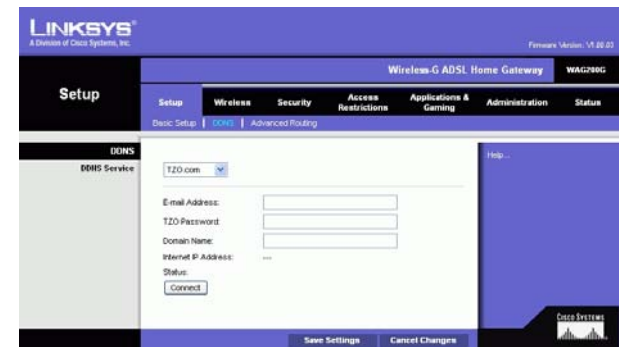 LINKSYS®
A Division of Cisco Systems, Inc.
Firmware Version: V1.00.03
Wireless-G ADSL Home Gateway WAG200G
Setup
Setup Wireless Security Access Restrictions Applications & Gaming Administration Status
Basic Setup | DDNS | Advanced Routing
DDNS
DDNS Service
TZO.com
Help...
E-mail Address:
TZO Password:
Domain Name:
Internet IP Address: ---
Status:
Connect
CISCO SYSTEMS
Save Settings Cancel Changes